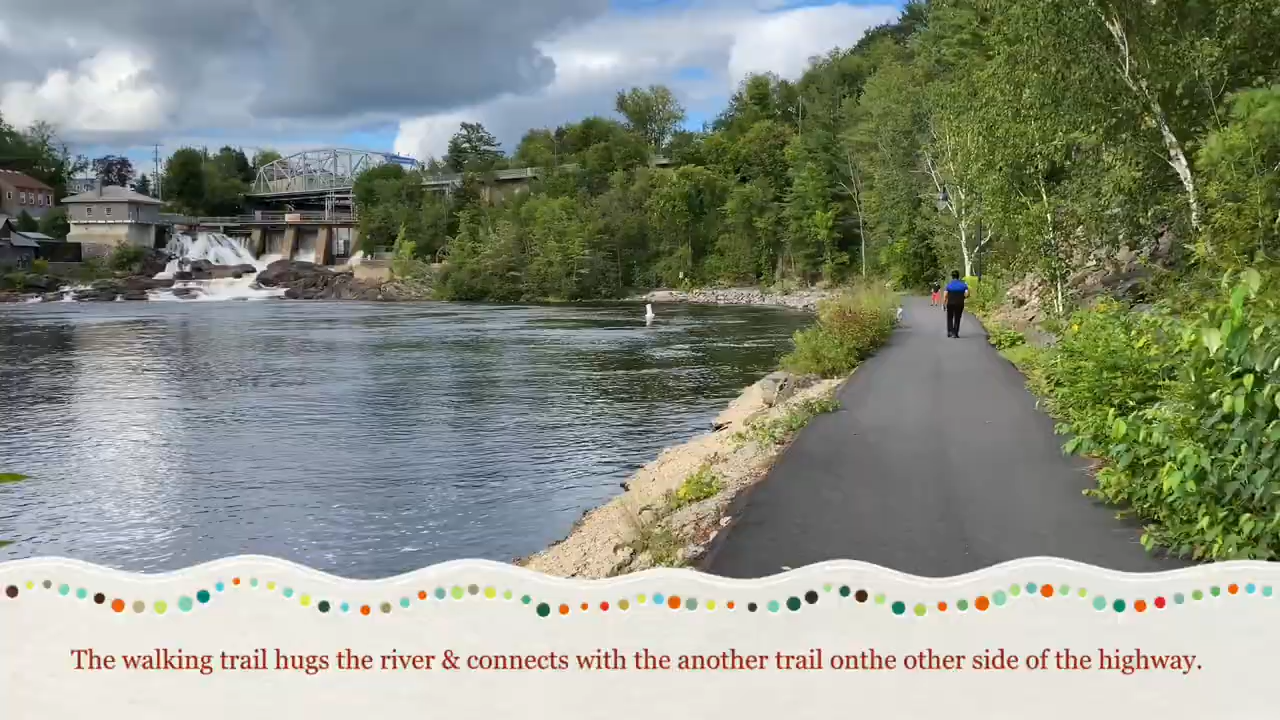 The walking trail hugs the river & connects with the another trail onthe other side of the highway.